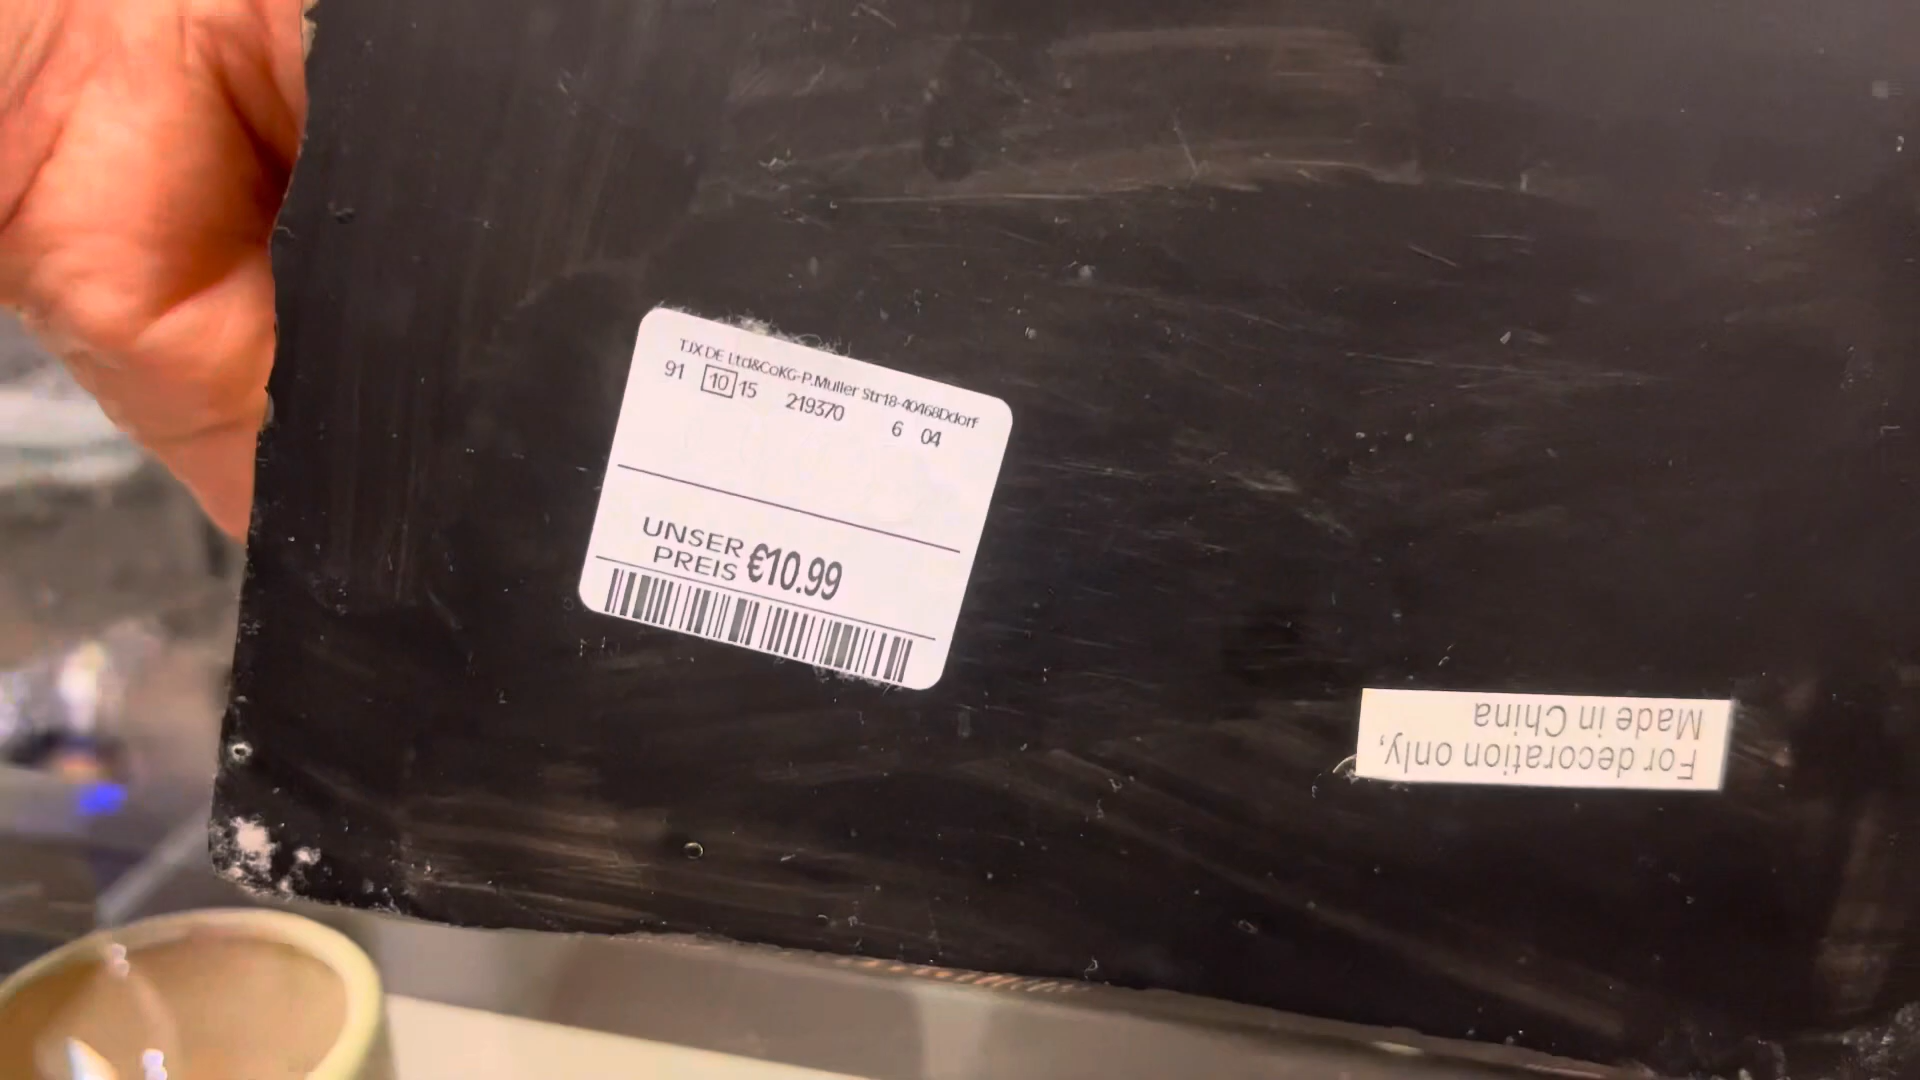 TJX DE Ltd&CoKG-P.Muller Str18-40468Ddorf
91 10 15 219370 6 04
UNSER
PREIS €10.99
For decoration only,
Made in China